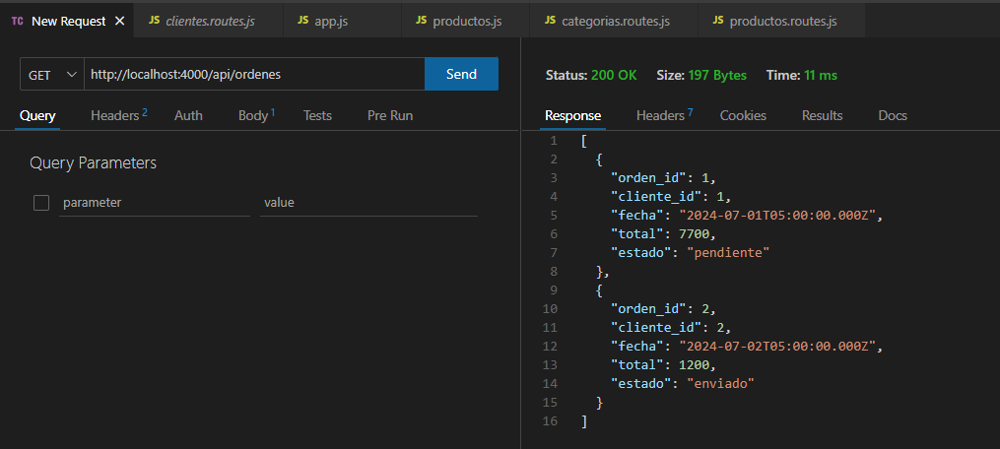 TC New Request ✕ JS clientes.routes.js JS app.js JS productos.js JS categorias.routes.js JS productos.routes.js
GET http://localhost:4000/api/ordenes Send
Query Headers 2 Auth Body 1 Tests Pre Run
Query Parameters
parameter value
Status: 200 OK Size: 197 Bytes Time: 11 ms
Response Headers 7 Cookies Results Docs
1 [
2 {
3 "orden_id": 1,
4 "cliente_id": 1,
5 "fecha": "2024-07-01T05:00:00.000Z",
6 "total": 7700,
7 "estado": "pendiente"
8 },
9 {
10 "orden_id": 2,
11 "cliente_id": 2,
12 "fecha": "2024-07-02T05:00:00.000Z",
13 "total": 1200,
14 "estado": "enviado"
15 }
16 ]